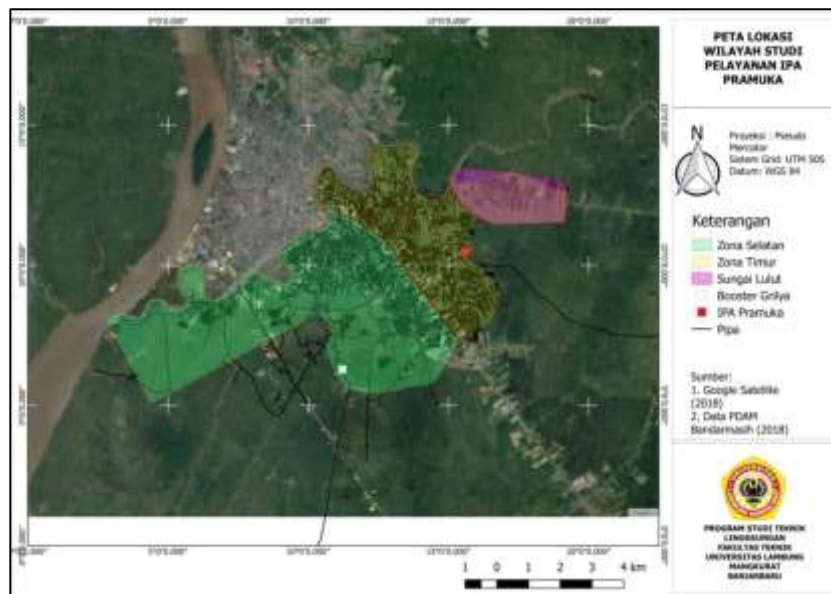 PETA LOKASI
WILAYAH STUDI
PELAYANAN IPA
PRAMUKA
N
Proyeksi : Pseudo
Mercator
Sistem Grid: UTM 50S
Datum: WGS 84
Keterangan
Zona Selatan
Zona Timur
Sungai Lulut
Booster Grilya
IPA Pramuka
Pipa
Sumber:
1. Google Satellite
(2018)
2. Data PDAM
Bandarmasih (2018)
PROGRAM STUDI TEKNIK
LINGKUNGAN
FAKULTAS TEKNIK
UNIVERSITAS LAMBUNG
MANGKURAT
BANJARBARU
1 0 1 2 3 4 km